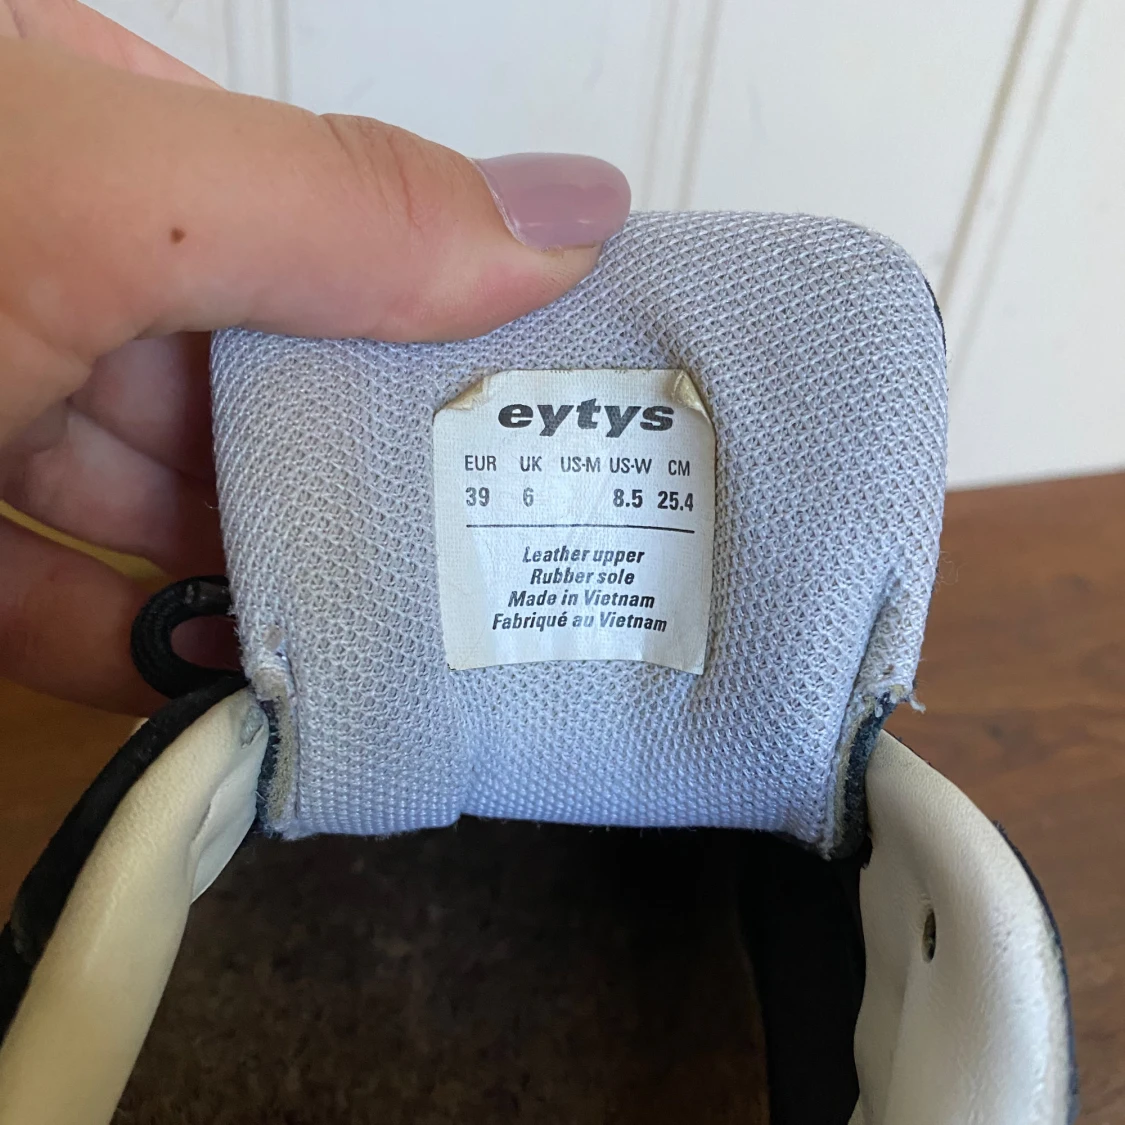 eytys
EUR UK US-M US-W CM
39 6 8.5 25.4
Leather upper
Rubber sole
Made in Vietnam
Fabriqué au Vietnam